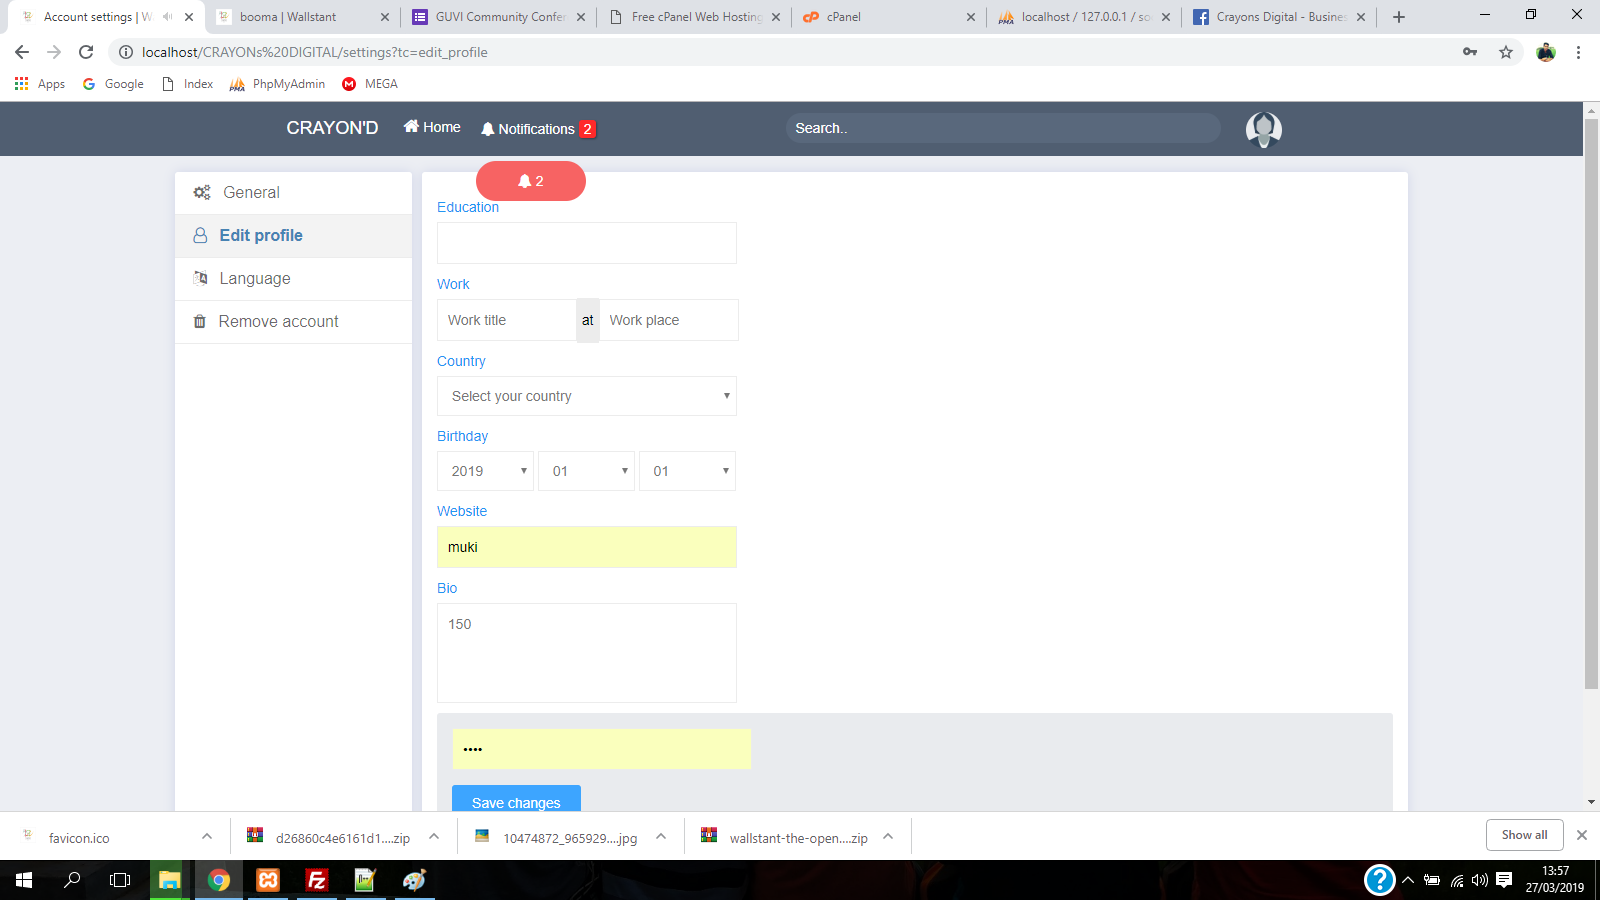 Account settings | W
booma | Wallstant
GUVI Community Confer
Free cPanel Web Hosting
cPanel
localhost / 127.0.0.1 / so
Crayons Digital - Busines
localhost/CRAYONs%20DIGITAL/settings?tc=edit_profile
Apps
Google
Index
PMA
PhpMyAdmin
M
MEGA
CRAYON'D
Home
Notifications 2
Search..
2
General
Edit profile
Language
Remove account
Education
Work
Work title
at
Work place
Country
Select your country
Birthday
2019
01
01
Website
muki
Bio
150
••••
Save changes
favicon.ico
d26860c4e6161d1....zip
10474872_965929....jpg
wallstant-the-open....zip
Show all
13:57
27/03/2019